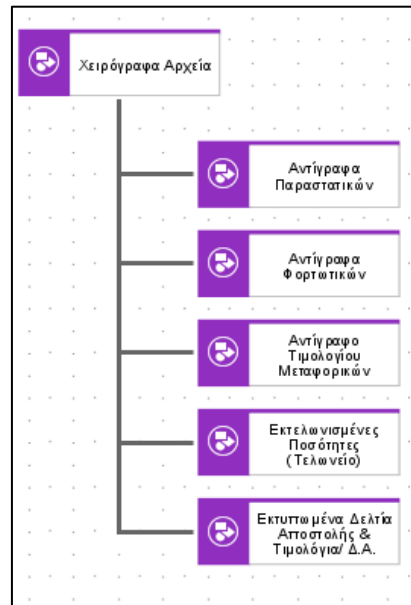 Χειρόγραφα Αρχεία
Αντίγραφα
Παραστατικών
Αντίγραφα
Φορτωτικών
Αντίγραφο
Τιμολογίου
Μεταφορικών
Εκτελωνισμένες
Ποσότητες
(Τελωνείο)
Εκτυπωμένα Δελτία
Αποστολής &
Τιμολόγια/ Δ.Α.